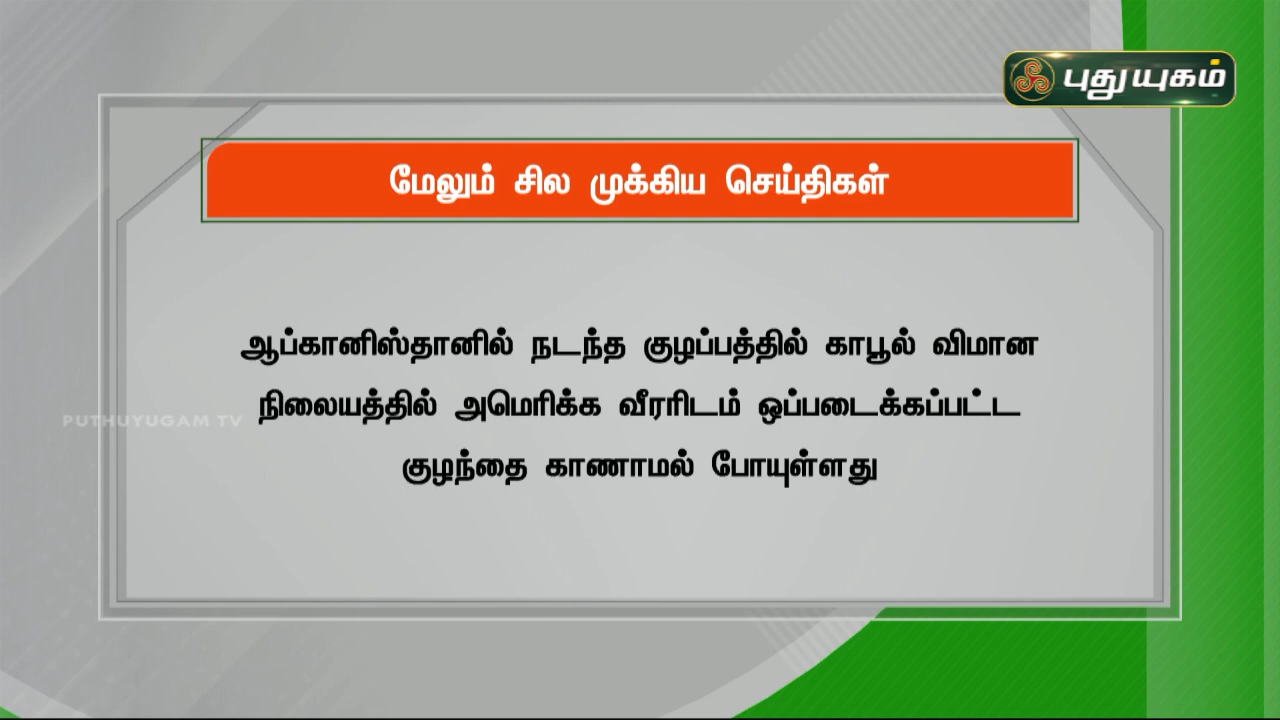 புதுயுகம்
மேலும் சில முக்கிய செய்திகள்
ஆப்கானிஸ்தானில் நடந்த குழப்பத்தில் காபூல் விமான
நிலையத்தில் அமெரிக்க வீரரிடம் ஒப்படைக்கப்பட்ட
PUTHUYUGAM TV
குழந்தை காணாமல் போயுள்ளது